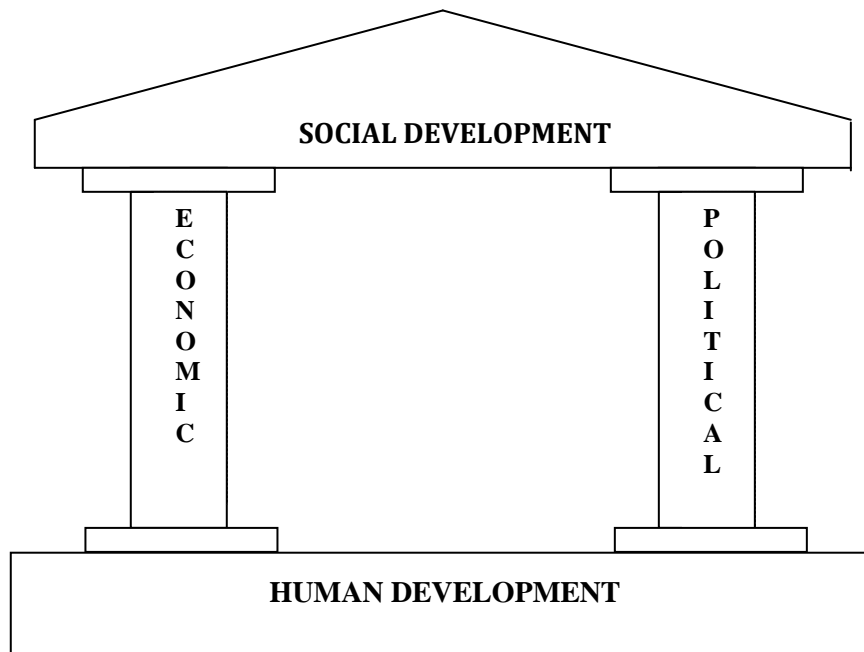 SOCIAL DEVELOPMENT
E
C
O
N
O
M
I
C
P
O
L
I
T
I
C
A
L
HUMAN DEVELOPMENT